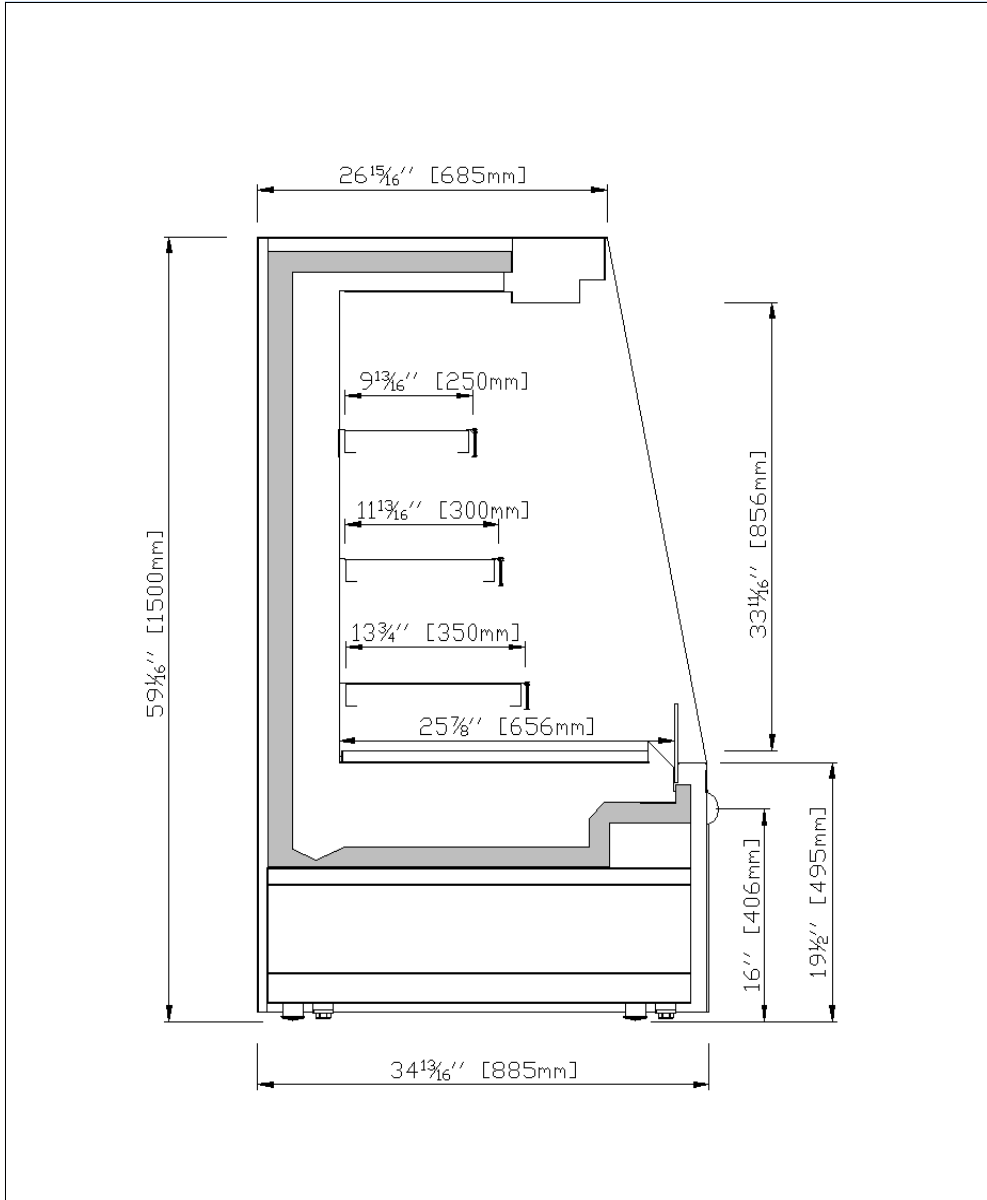 26 15/16'' [685mm]
9 13/16'' [250mm]
11 13/16'' [300mm]
13 3/4'' [350mm]
25 7/8'' [656mm]
59 1/16'' [1500mm]
33 11/16'' [856mm]
16'' [406mm]
19 1/2'' [495mm]
34 13/16'' [885mm]